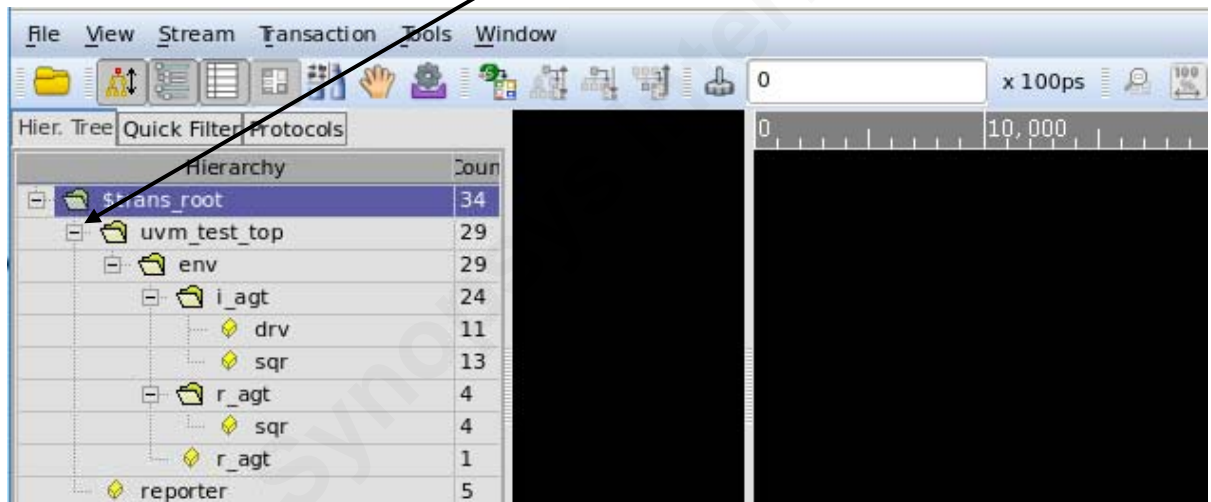 File View Stream Transaction Tools Window
0 x 100ps 100 %
Hier. Tree Quick Filter Protocols
0 10,000
Hierarchy Coun
$trans_root 34
uvm_test_top 29
env 29
i_agt 24
drv 11
sqr 13
r_agt 4
sqr 4
r_agt 1
reporter 5